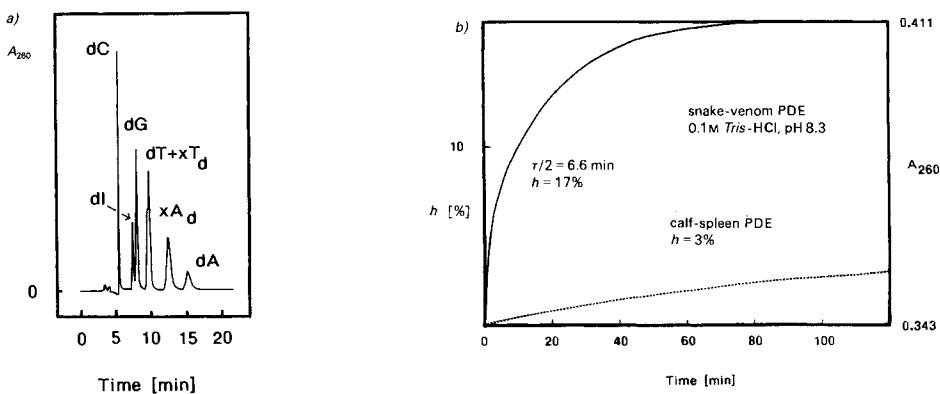 a)
A260
dC
dG
dT+xTd
dI
xAd
dA
0
0 5 10 15 20
Time [min]
b)
0.411
snake-venom PDE
0.1M Tris-HCl, pH 8.3
10
τ/2 = 6.6 min
h = 17%
A260
h [%]
calf-spleen PDE
h = 3%
0.343
0 20 40 60 80 100
Time [min]